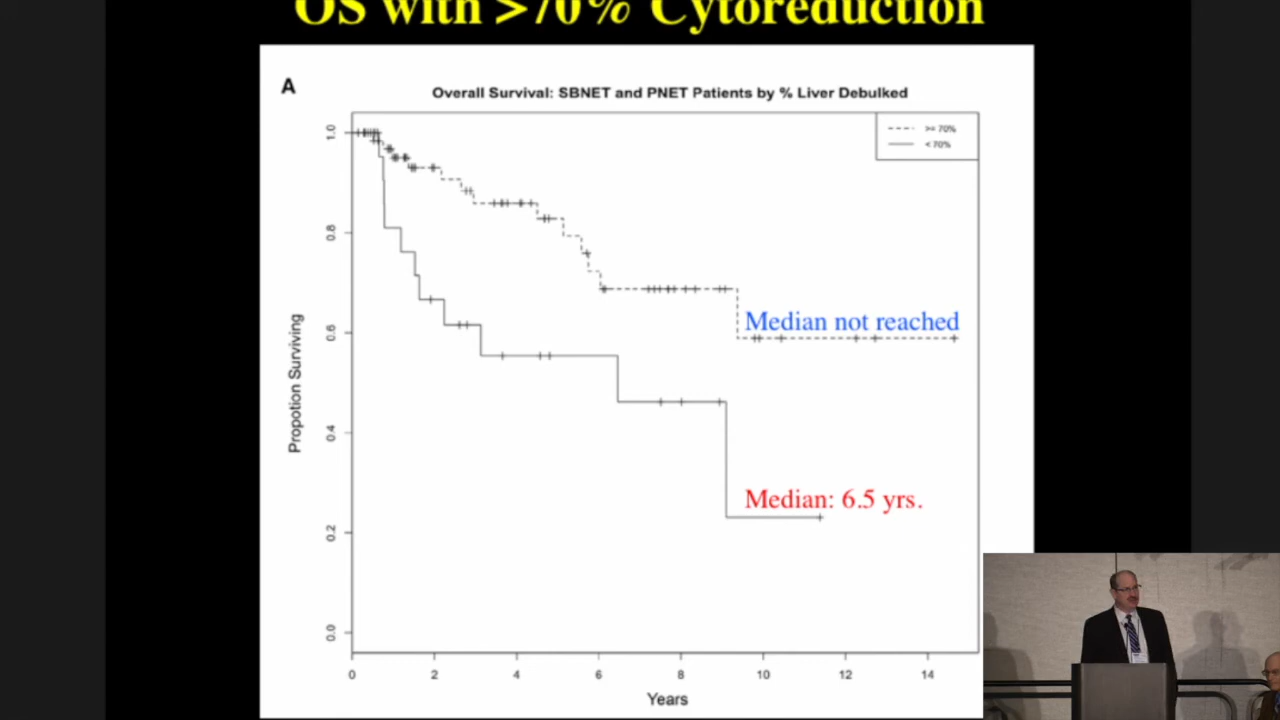 OS with >70% Cytoreduction
A
Overall Survival: SBNET and PNET Patients by % Liver Debulked
>= 70%
< 70%
1.0
0.8
0.6
0.4
0.2
0.0
Propotion Surviving
Median not reached
Median: 6.5 yrs.
0 2 4 6 8 10 12 14
Years